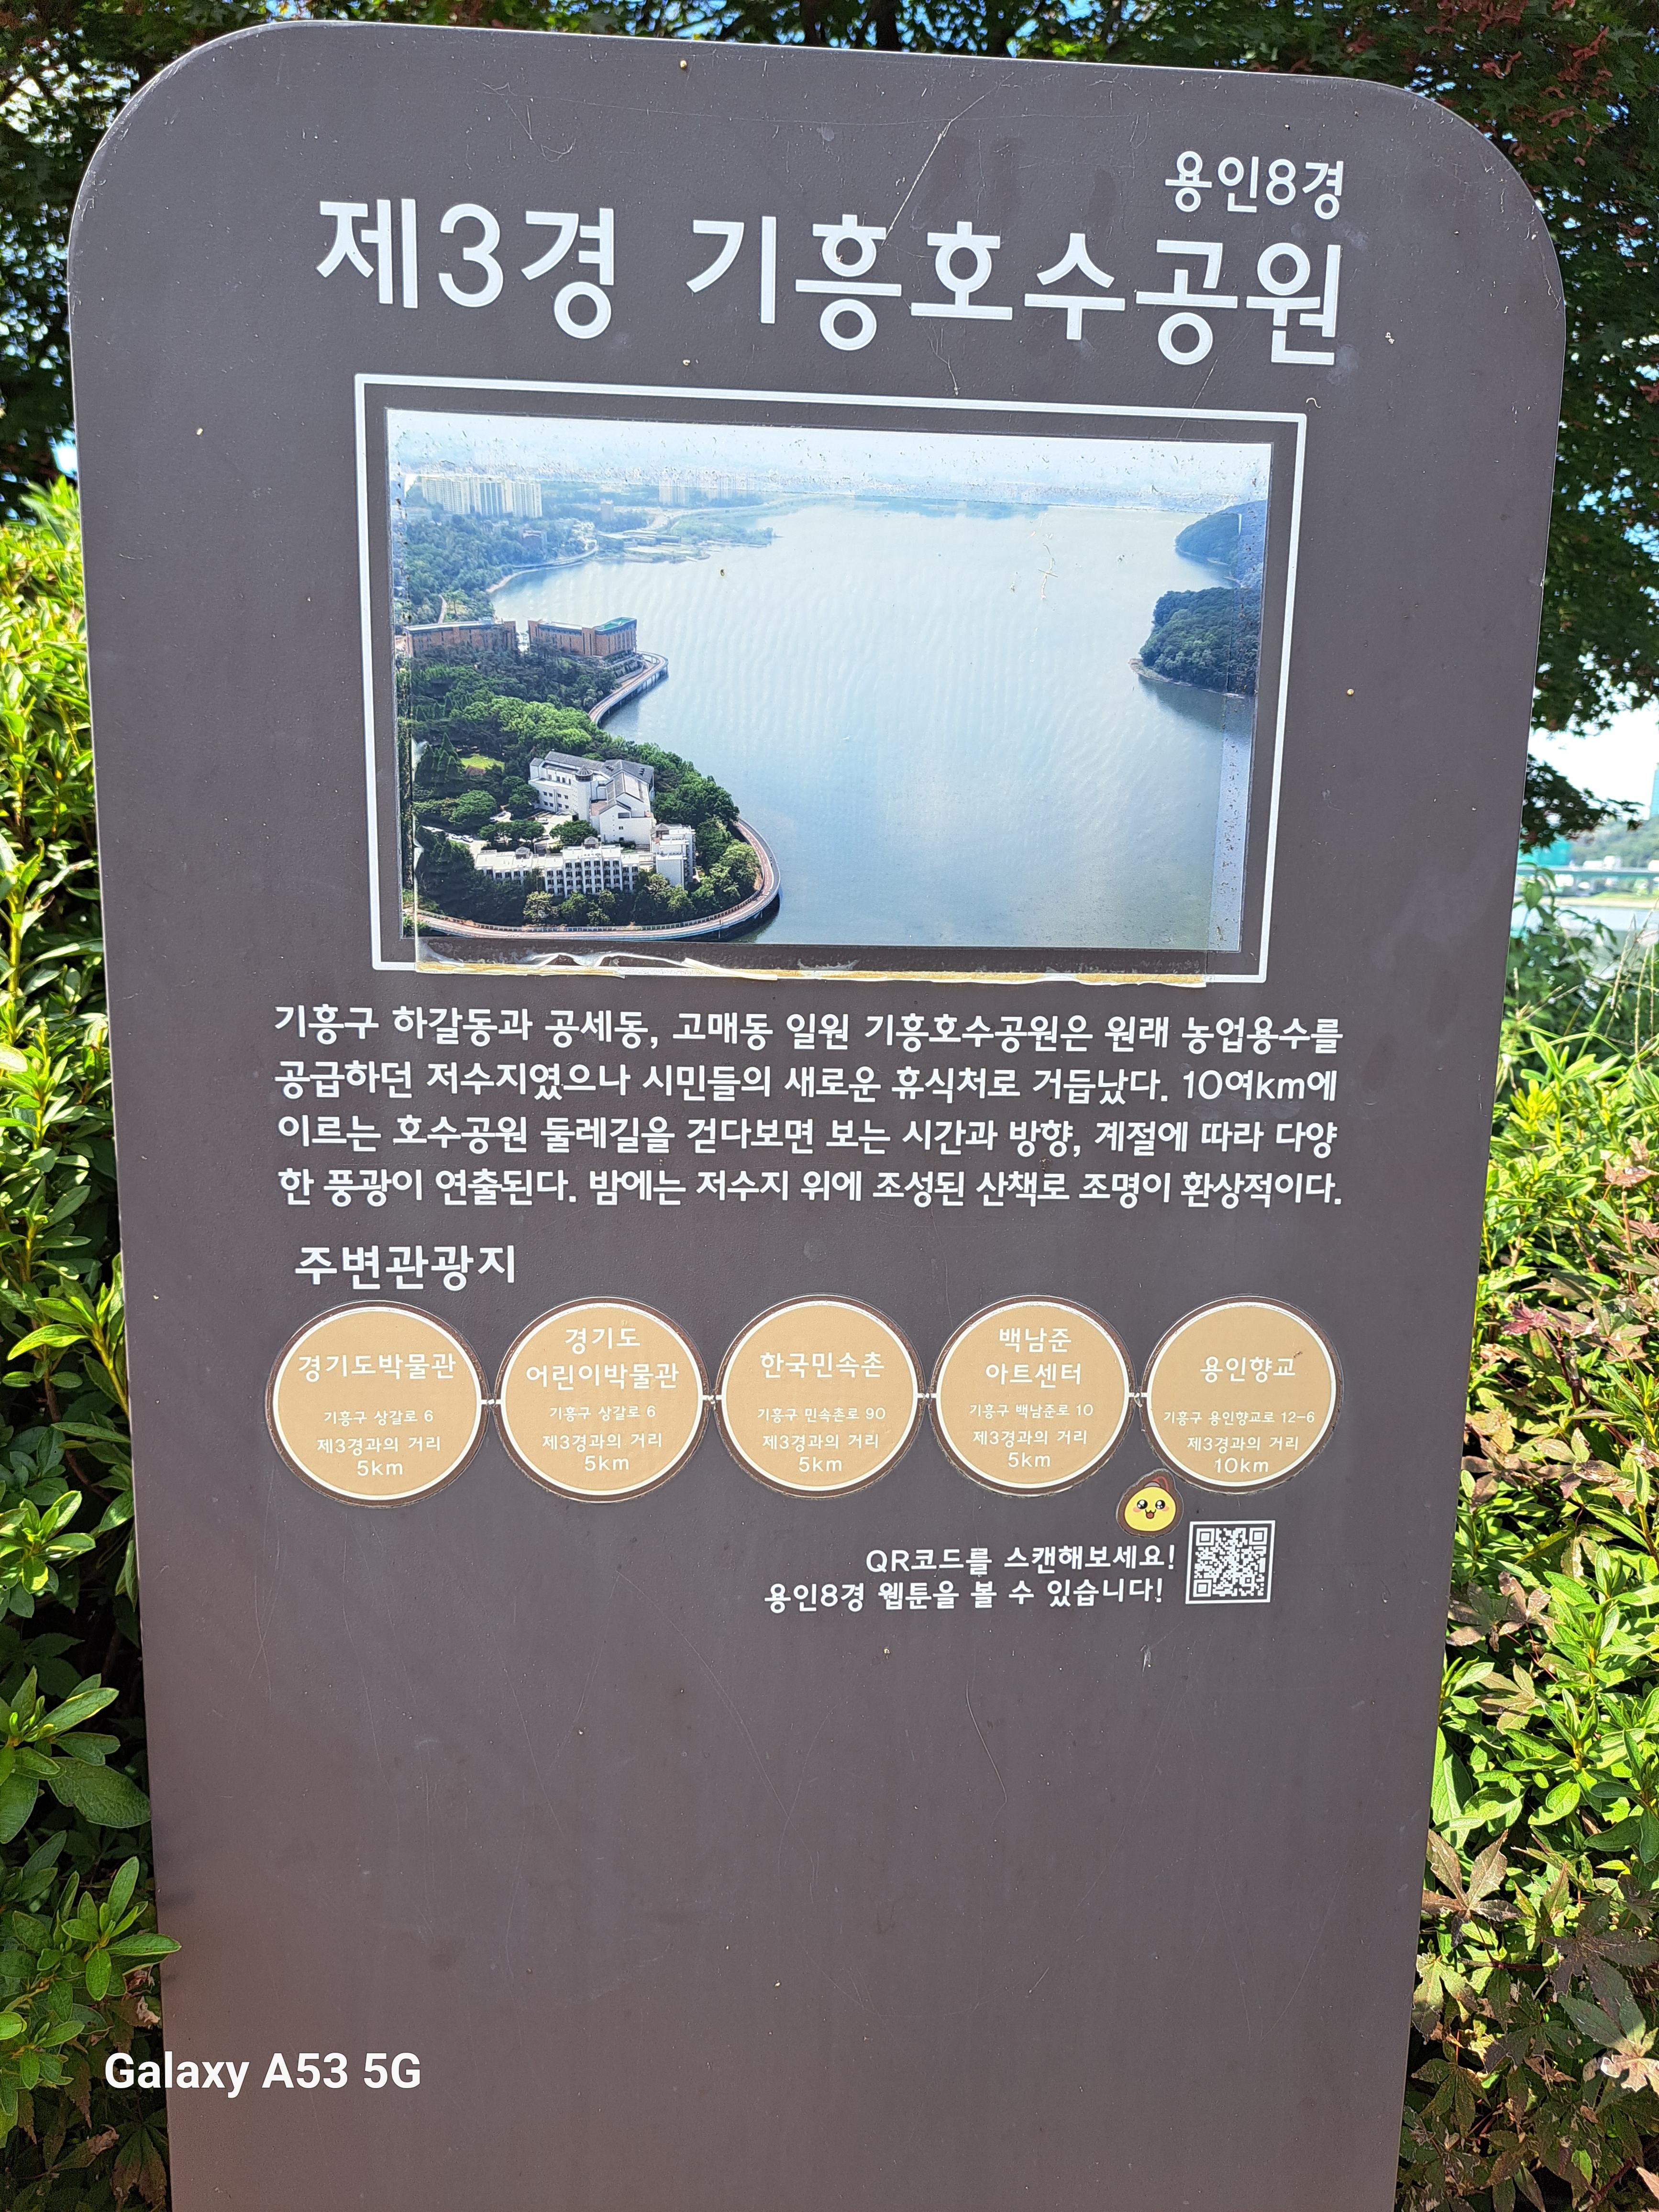 용인8경
제3경 기흥호수공원
기흥구 하갈동과 공세동, 고매동 일원 기흥호수공원은 원래 농업용수를
공급하던 저수지였으나 시민들의 새로운 휴식처로 거듭났다. 10여km에
이르는 호수공원 둘레길을 걷다보면 보는 시간과 방향, 계절에 따라 다양
한 풍광이 연출된다. 밤에는 저수지 위에 조성된 산책로 조명이 환상적이다.
주변관광지
경기도박물관
기흥구 상갈로 6
제3경과의 거리
5km
경기도
어린이박물관
기흥구 상갈로 6
제3경과의 거리
5km
한국민속촌
기흥구 민속촌로 90
제3경과의 거리
5km
백남준
아트센터
기흥구 백남준로 10
제3경과의 거리
5km
용인향교
기흥구 용인향교로 12-6
제3경과의 거리
10km
QR코드를 스캔해보세요!
용인8경 웹툰을 볼 수 있습니다!
Galaxy A53 5G